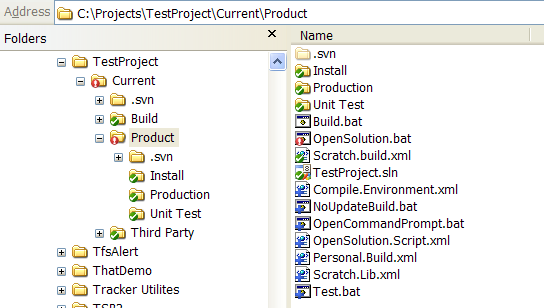 Address C:\Projects\TestProject\Current\Product
Folders
TestProject
Current
.svn
Build
Product
.svn
Install
Production
Unit Test
Third Party
TfsAlert
ThatDemo
Tracker Utilites
TSB2
Name
.svn
Install
Production
Unit Test
Build.bat
OpenSolution.bat
Scratch.build.xml
TestProject.sln
Compile.Environment.xml
NoUpdateBuild.bat
OpenCommandPrompt.bat
OpenSolution.Script.xml
Personal.Build.xml
Scratch.Lib.xml
Test.bat